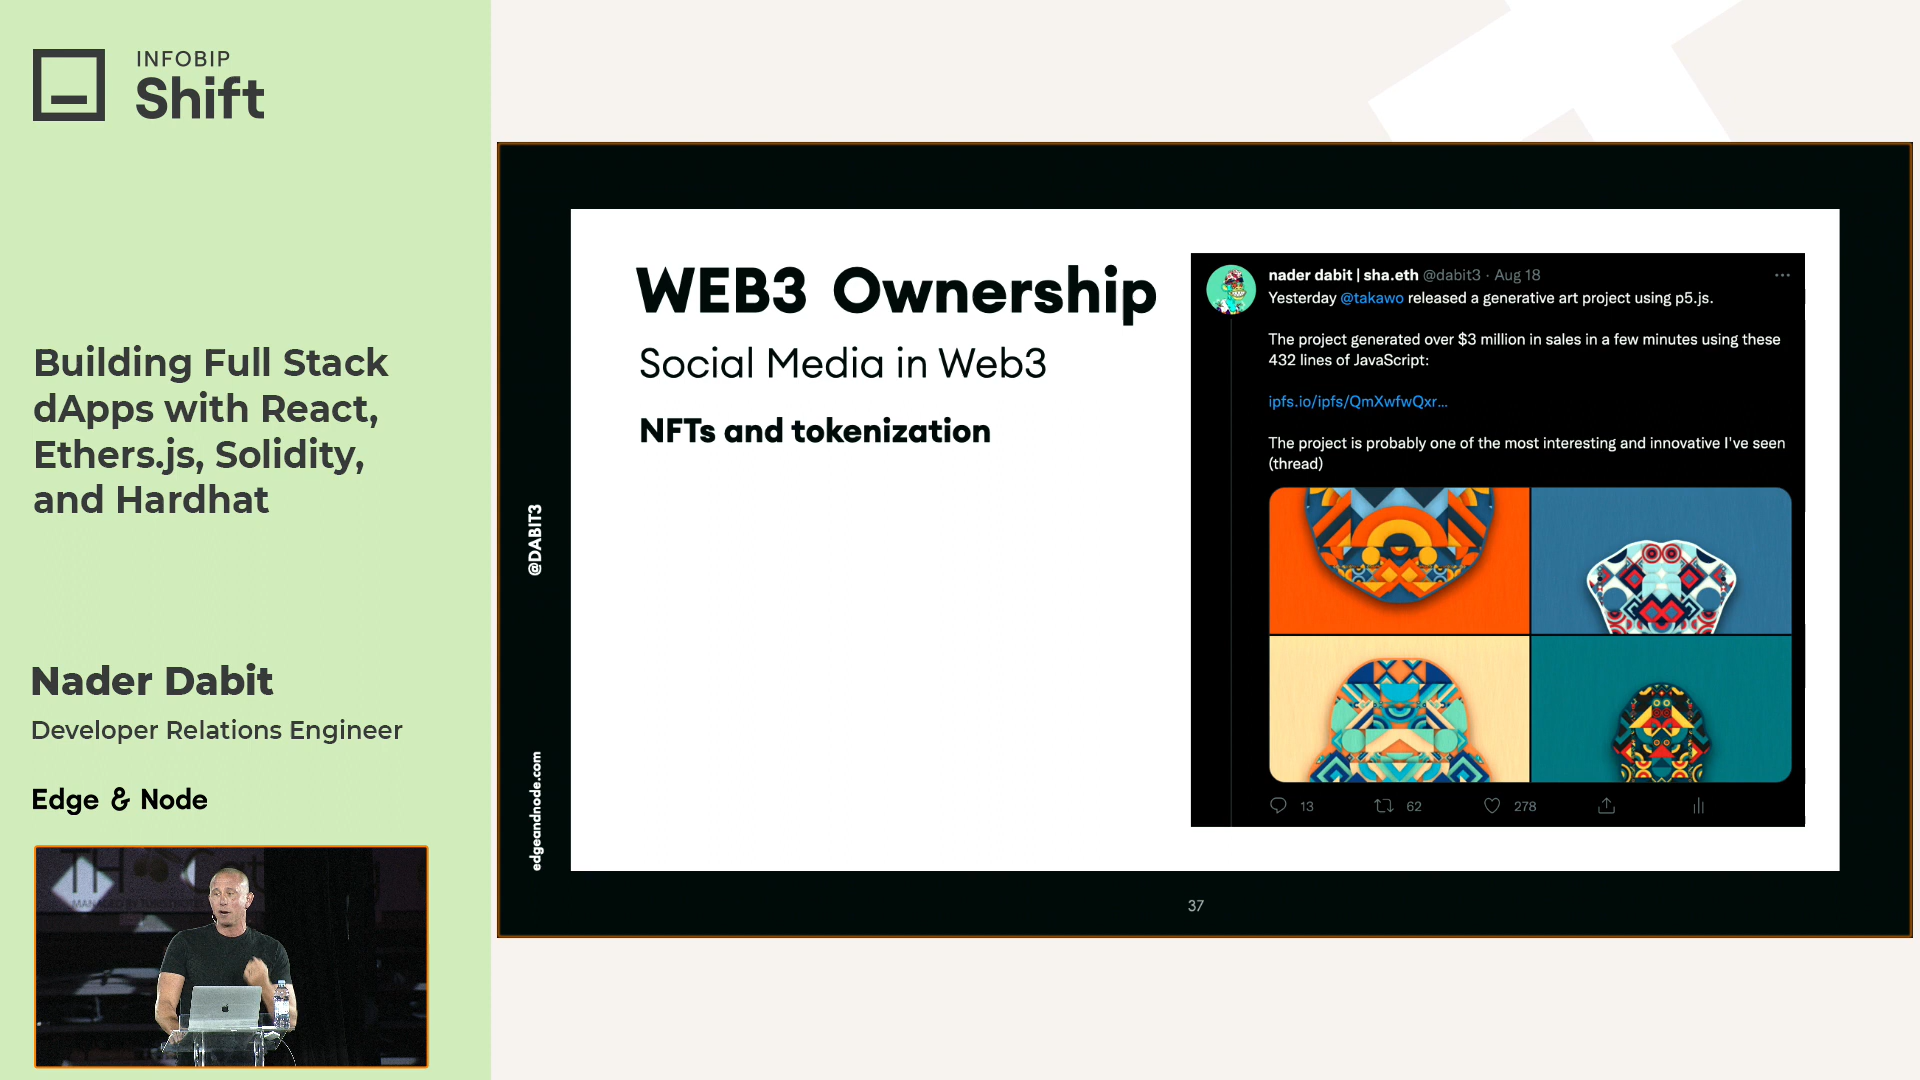 INFOBIP
Shift
Building Full Stack
dApps with React,
Ethers.js, Solidity,
and Hardhat
Nader Dabit
Developer Relations Engineer
Edge & Node
@DABIT3
edgeandnode.com
WEB3 Ownership
Social Media in Web3
NFTs and tokenization
nader dabit | sha.eth @dabit3 · Aug 18
Yesterday @takawo released a generative art project using p5.js.
The project generated over $3 million in sales in a few minutes using these
432 lines of JavaScript:
ipfs.io/ipfs/QmXwfwQxr...
The project is probably one of the most interesting and innovative I've seen
(thread)
13 62 278
37